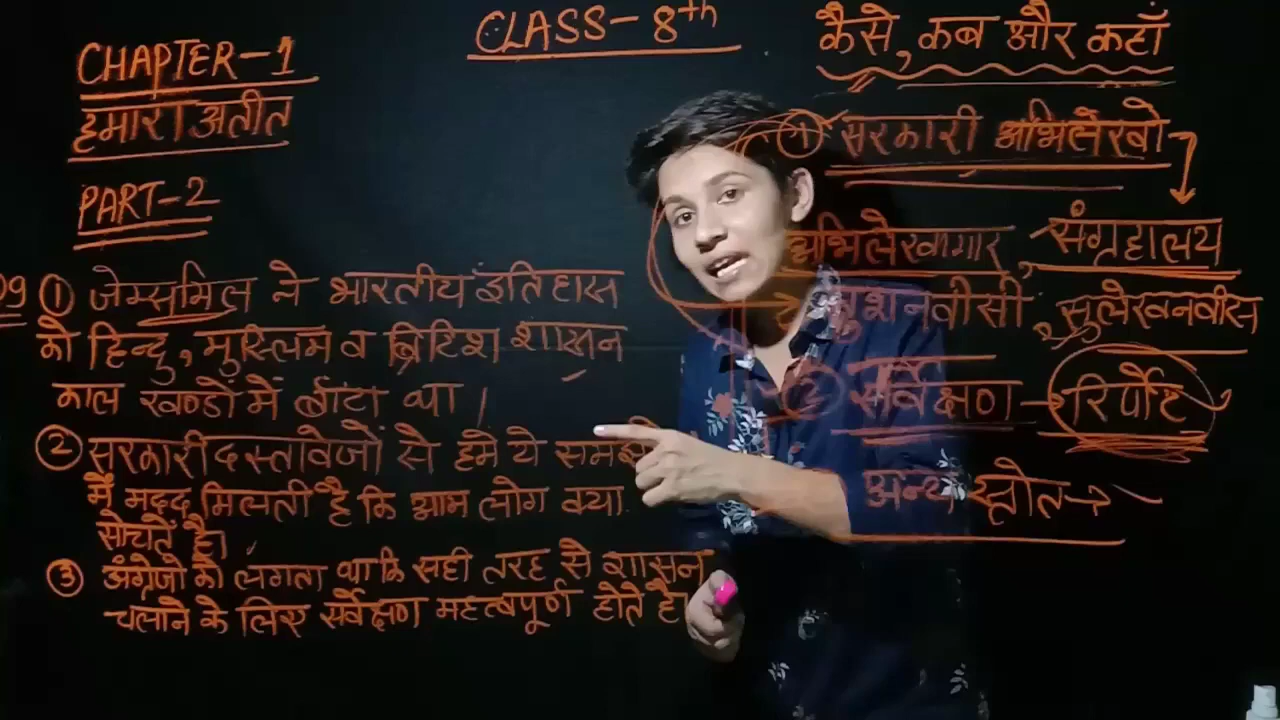 CLASS-8th
CHAPTER-1
हमारा अतीत
PART-2
कैसे, कब और कहाँ
① सरकारी अभिलेखो
अभिलेखागार, संग्रहालय
खुशनवीसी, सुलेखनवीस
② सर्वेक्षण → रिर्पोट
अन्य स्त्रोत →
① जेम्समिल ने भारतीय इतिहास
को हिन्दु, मुस्लिम व ब्रिटिश शासन
काल खण्डों में बांटा था।
② सरकारी दस्तावेजों से हमे ये
में मदद मिलती है कि आम लोग क्या
सोचतें है।
③ अंग्रेजो को लगता था कि सही तरह से शासन
चलाने के लिए सर्वेक्षण महत्वपूर्ण होते है।